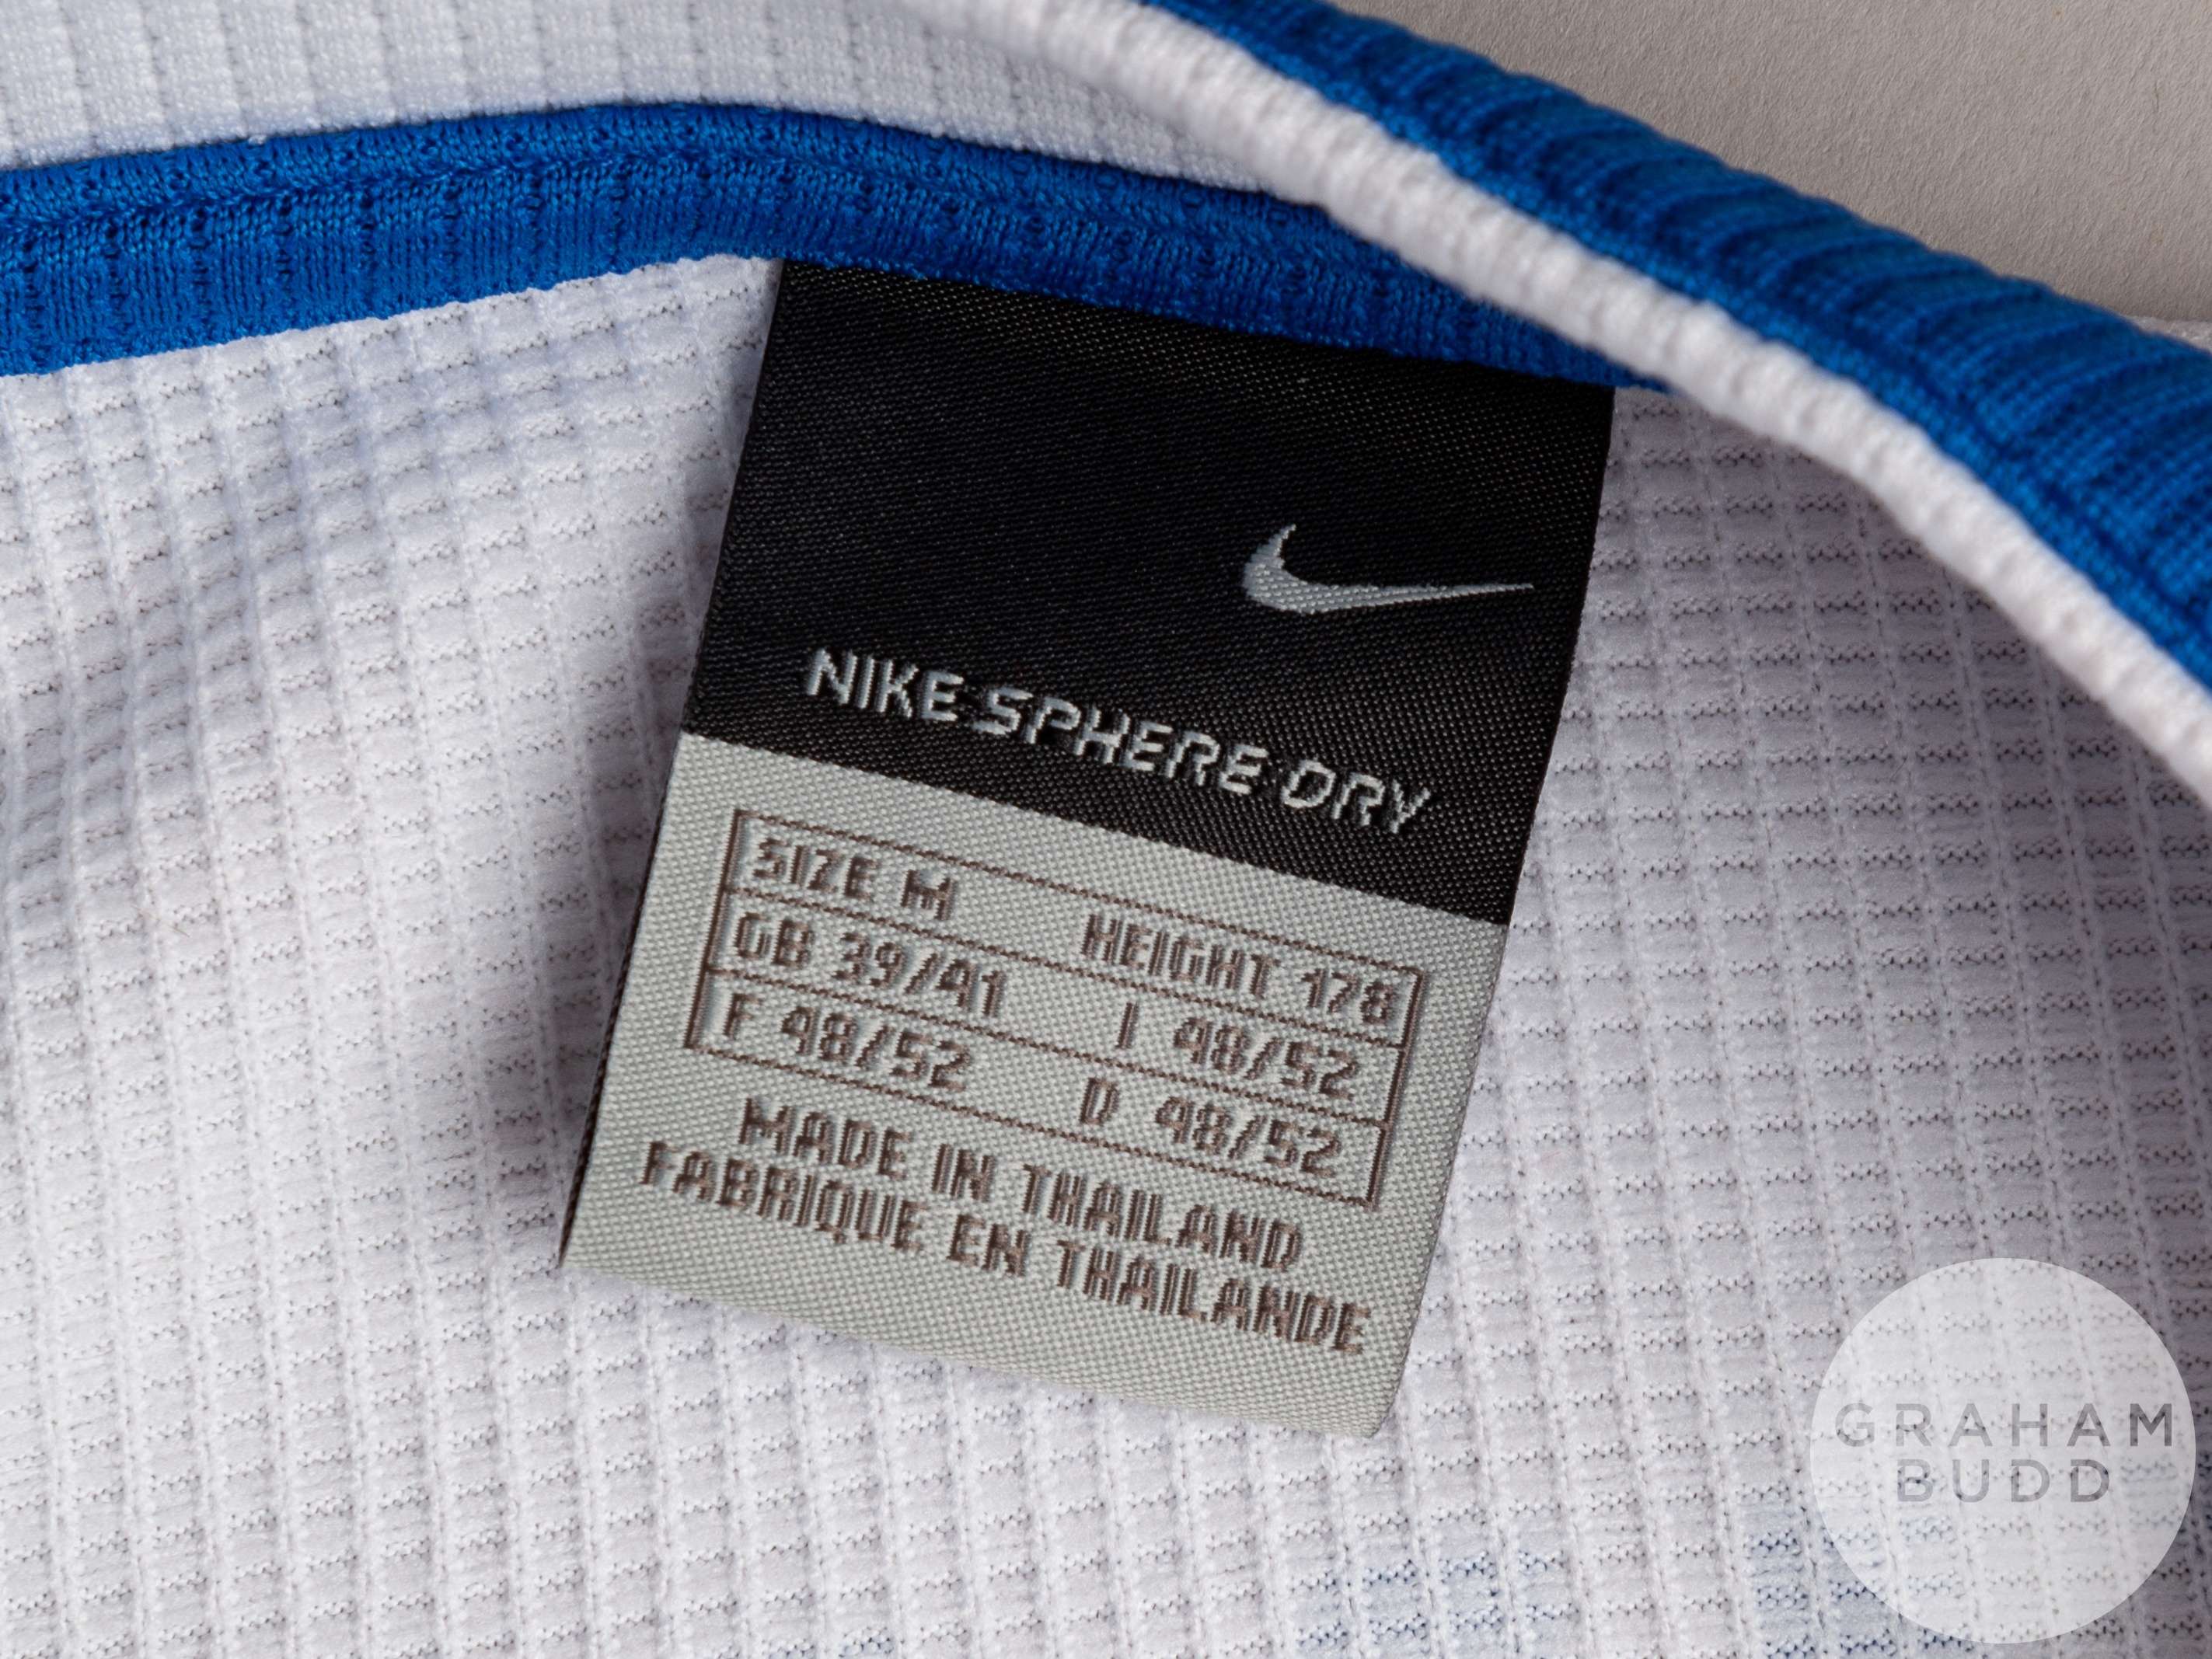 NIKE SPHERE DRY
SIZE M HEIGHT 178
GB 39/41 I 48/52
F 48/52 D 48/52
MADE IN THAILAND
FABRIQUE EN THAILANDE
GRAHAM
BUDD